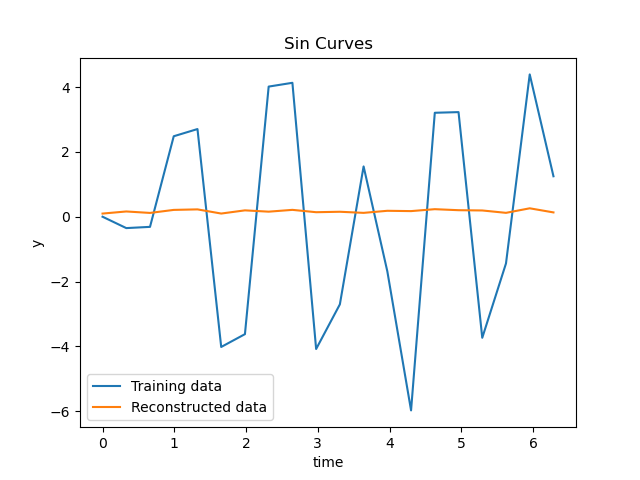 Sin Curves
y
4
2
0
−2
−4
−6
Training data
Reconstructed data
0 1 2 3 4 5 6
time